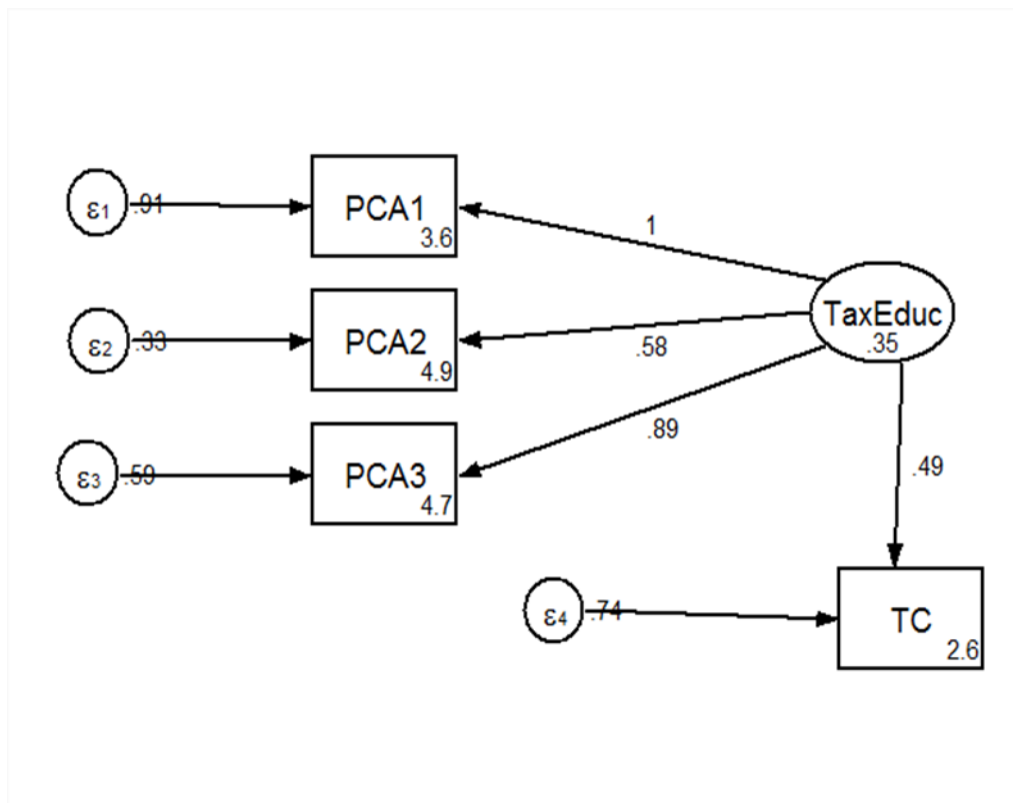 ε1 .91 PCA1 3.6
1
TaxEduc .35
ε2 .33 PCA2 4.9
.58
ε3 .59 PCA3 4.7
.89
.49
ε4 .74 TC 2.6